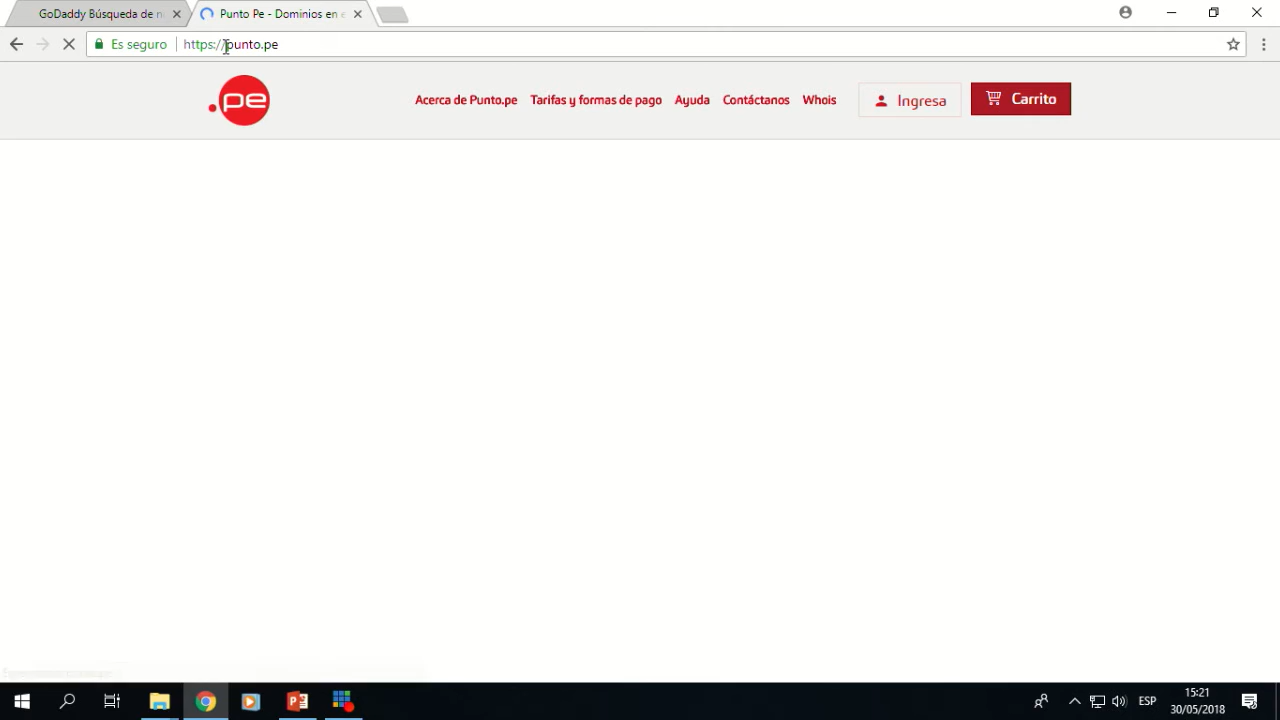 GoDaddy Búsqueda de n
Punto Pe - Dominios en e
Es seguro
https://punto.pe
.pe
Acerca de Punto.pe
Tarifas y formas de pago
Ayuda
Contáctanos
Whois
Ingresa
Carrito
ESP
15:21
30/05/2018